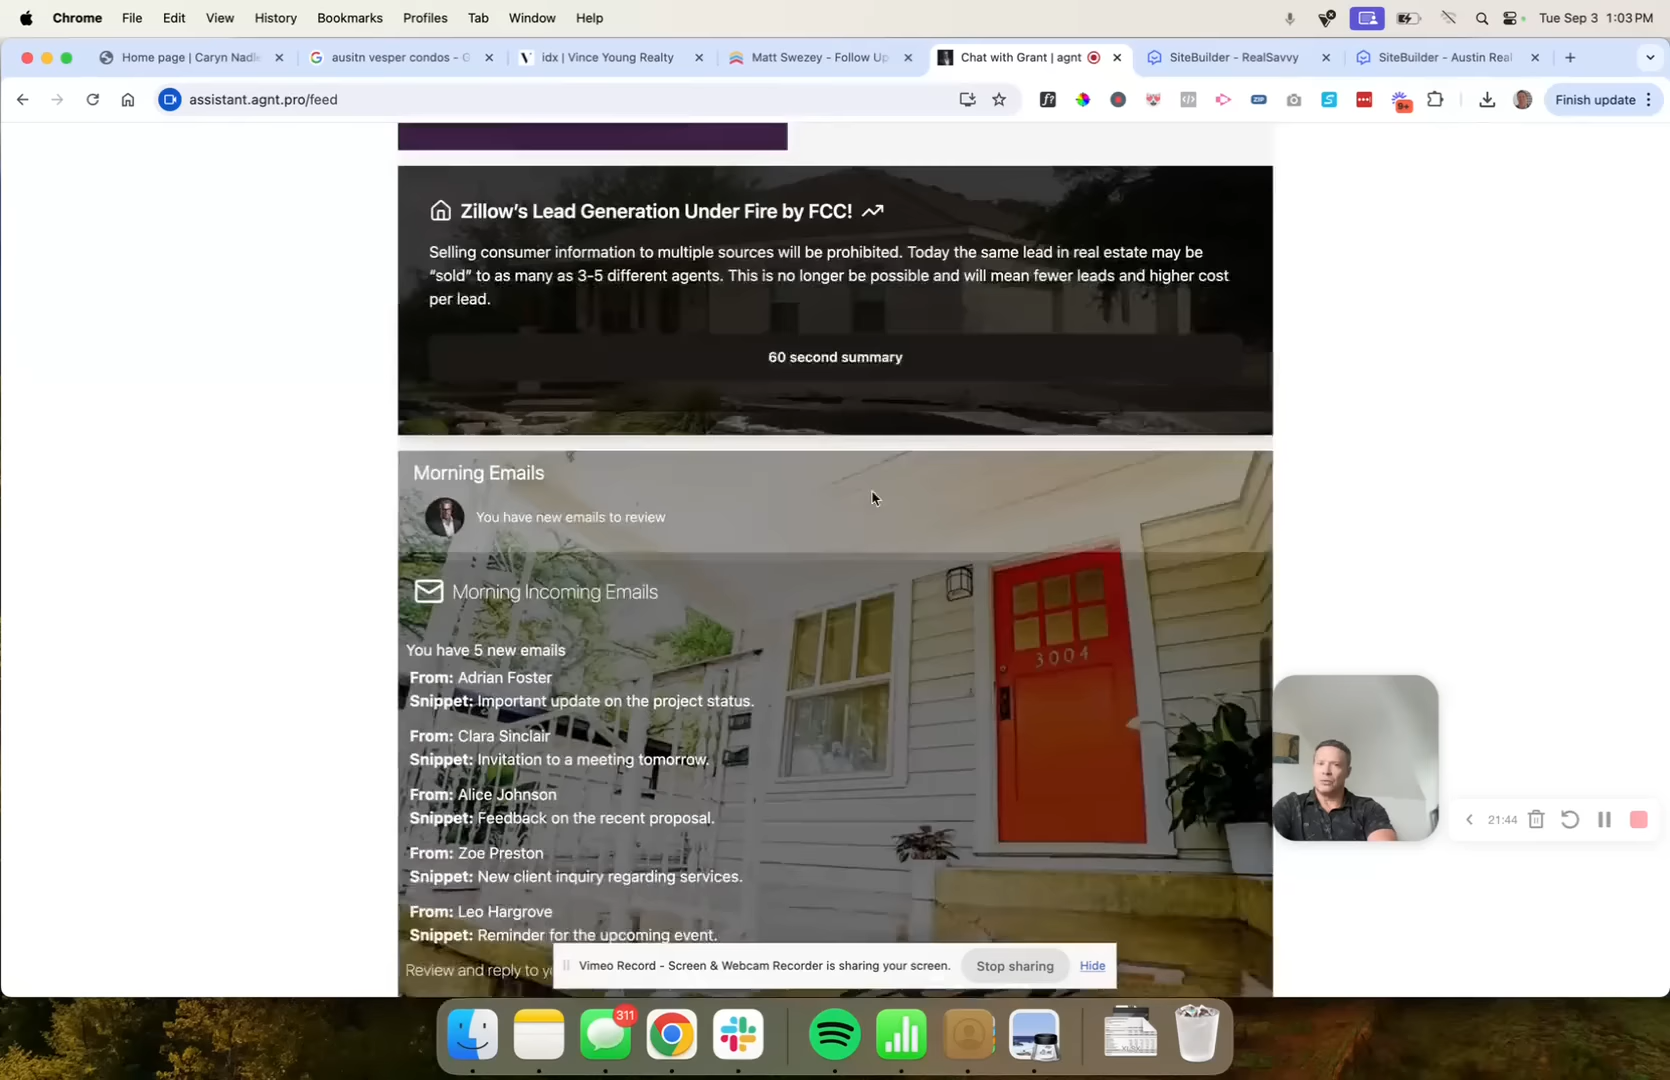 Chrome File Edit View History Bookmarks Profiles Tab Window Help
Tue Sep 3 1:03 PM
Home page | Caryn Nadle
ausitn vesper condos - G
idx | Vince Young Realty
Matt Swezey - Follow Up
Chat with Grant | agnt
SiteBuilder - RealSavvy
SiteBuilder - Austin Real
assistant.agnt.pro/feed
ZIP
9+
Finish update
Zillow’s Lead Generation Under Fire by FCC!
Selling consumer information to multiple sources will be prohibited. Today the same lead in real estate may be
“sold” to as many as 3-5 different agents. This is no longer be possible and will mean fewer leads and higher cost
per lead.
60 second summary
Morning Emails
You have new emails to review
Morning Incoming Emails
You have 5 new emails
From: Adrian Foster
Snippet: Important update on the project status.
From: Clara Sinclair
Snippet: Invitation to a meeting tomorrow.
From: Alice Johnson
Snippet: Feedback on the recent proposal.
From: Zoe Preston
Snippet: New client inquiry regarding services.
From: Leo Hargrove
Snippet: Reminder for the upcoming event.
Review and reply to
3004
21:44
Vimeo Record - Screen & Webcam Recorder is sharing your screen.
Stop sharing
Hide
311